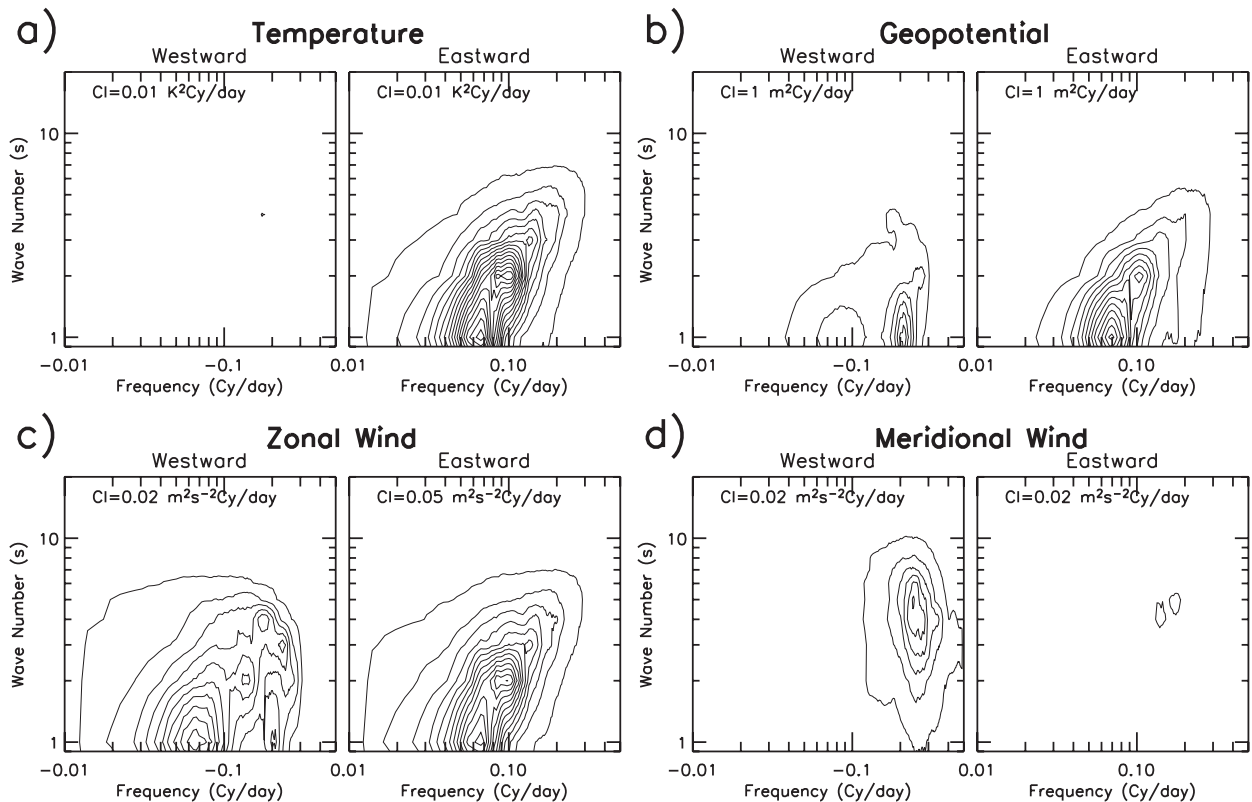 a) Temperature
Westward Eastward
CI=0.01 K²Cy/day CI=0.01 K²Cy/day
Wave Number (s)
10
1
-0.01 -0.1 0.01 0.10
Frequency (Cy/day) Frequency (Cy/day)
b) Geopotential
Westward Eastward
CI=1 m²Cy/day CI=1 m²Cy/day
Wave Number (s)
10
1
-0.01 -0.1 0.01 0.10
Frequency (Cy/day) Frequency (Cy/day)
c) Zonal Wind
Westward Eastward
CI=0.02 m²s⁻²Cy/day CI=0.05 m²s⁻²Cy/day
Wave Number (s)
10
1
-0.01 -0.1 0.01 0.10
Frequency (Cy/day) Frequency (Cy/day)
d) Meridional Wind
Westward Eastward
CI=0.02 m²s⁻²Cy/day CI=0.02 m²s⁻²Cy/day
Wave Number (s)
10
1
-0.01 -0.1 0.01 0.10
Frequency (Cy/day) Frequency (Cy/day)